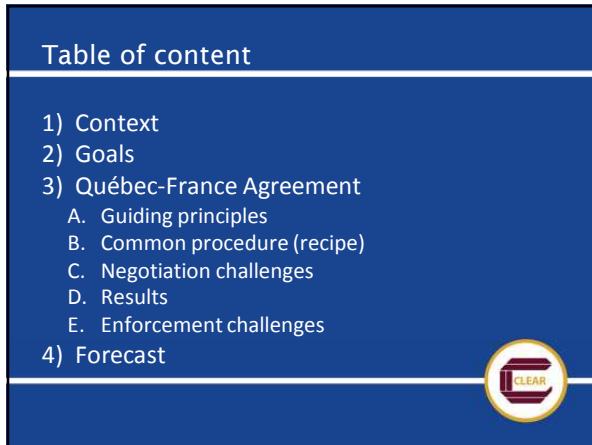 Table of content
1) Context
2) Goals
3) Québec-France Agreement
A. Guiding principles
B. Common procedure (recipe)
C. Negotiation challenges
D. Results
E. Enforcement challenges
4) Forecast
CLEAR